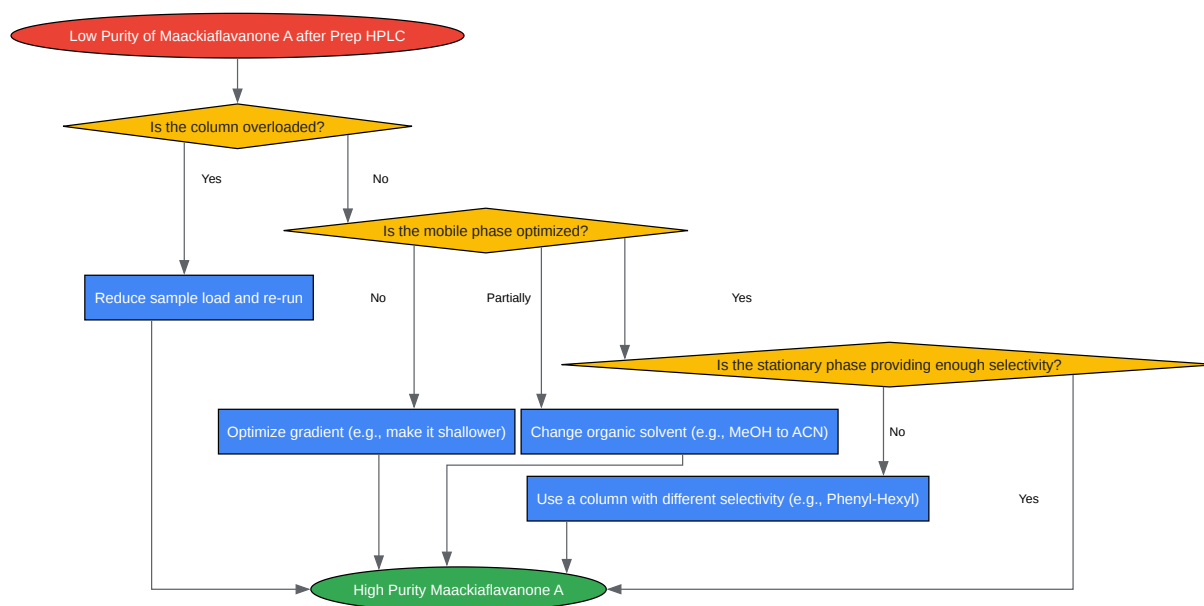 Low Purity of Maackiaflavanone A after Prep HPLC
Is the column overloaded?
Yes
No
Is the mobile phase optimized?
Reduce sample load and re-run
No
Partially
Yes
Is the stationary phase providing enough selectivity?
Optimize gradient (e.g., make it shallower)
Change organic solvent (e.g., MeOH to ACN)
No
Use a column with different selectivity (e.g., Phenyl-Hexyl)
Yes
High Purity Maackiaflavanone A